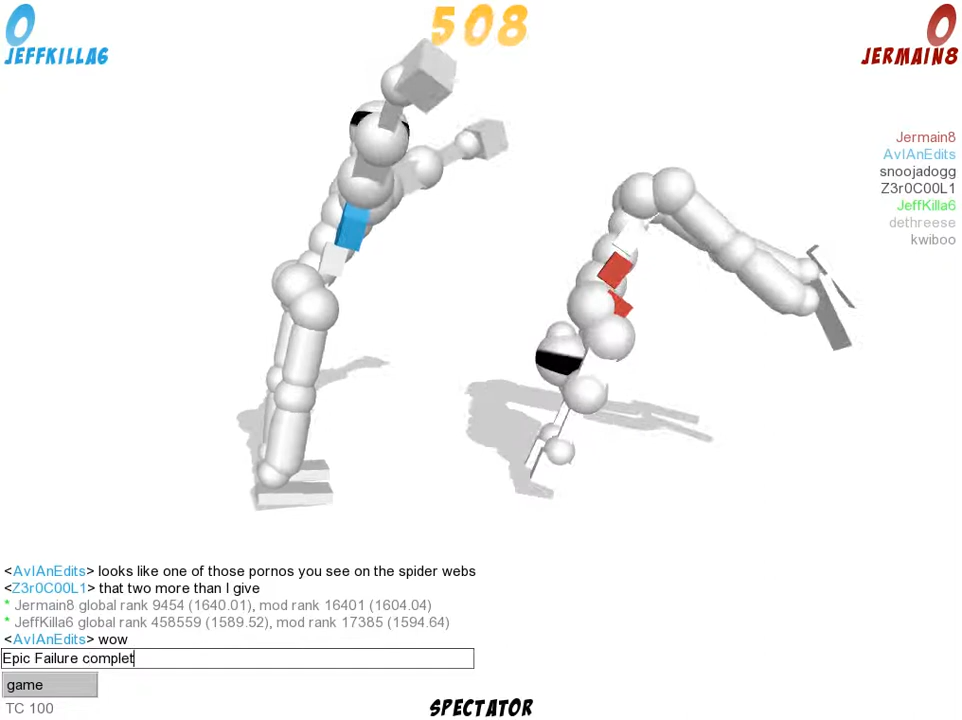 0
508
0
JEFFKILLA6
JERMAIN8
Jermain8
AvIAnEdits
snoojadogg
Z3r0C00L1
JeffKilla6
dethreese
kwiboo
<AvIAnEdits> looks like one of those pornos you see on the spider webs
<Z3r0C00L1> that two more than I give
* Jermain8 global rank 9454 (1640.01), mod rank 16401 (1604.04)
* JeffKilla6 global rank 458559 (1589.52), mod rank 17385 (1594.64)
<AvIAnEdits> wow
Epic Failure complet
game
TC 100
SPECTATOR